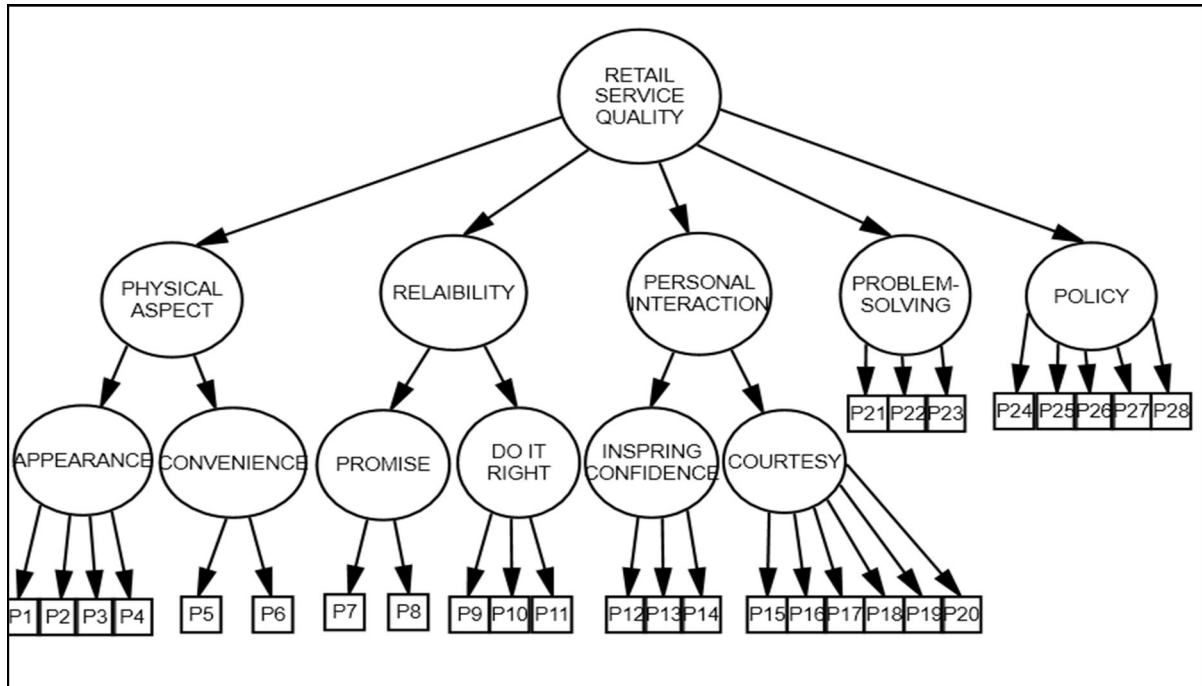 RETAIL
SERVICE
QUALITY
PHYSICAL
ASPECT
RELAIBILITY
PERSONAL
INTERACTION
PROBLEM-
SOLVING
POLICY
P21 P22 P23
P24 P25 P26 P27 P28
APPEARANCE
CONVENIENCE
PROMISE
DO IT
RIGHT
INSPRING
CONFIDENCE
COURTESY
P1 P2 P3 P4
P5 P6
P7 P8
P9 P10 P11
P12 P13 P14
P15 P16 P17 P18 P19 P20